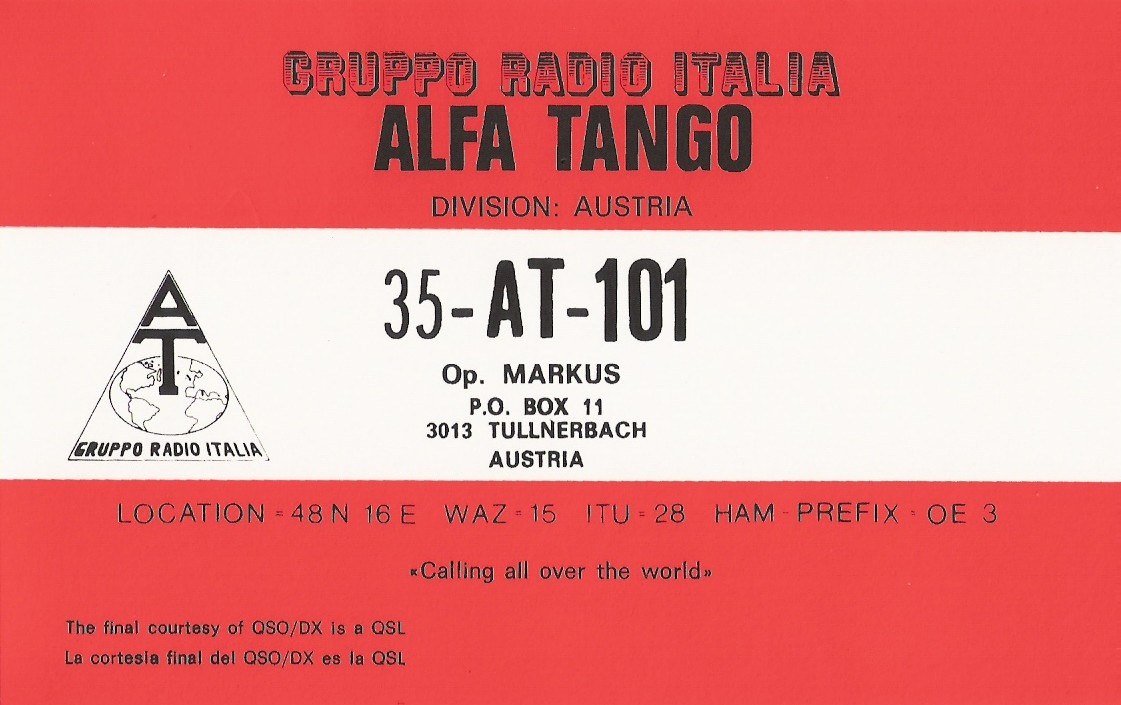 GRUPPO RADIO ITALIA
ALFA TANGO
DIVISION: AUSTRIA
35-AT-101
Op. MARKUS
P.O. BOX 11
3013 TULLNERBACH
AUSTRIA
AT
GRUPPO RADIO ITALIA
LOCATION = 48 N 16 E WAZ = 15 ITU = 28 HAM - PREFIX = OE 3
«Calling all over the world»
The final courtesy of QSO/DX is a QSL
La cortesia final del QSO/DX es la QSL